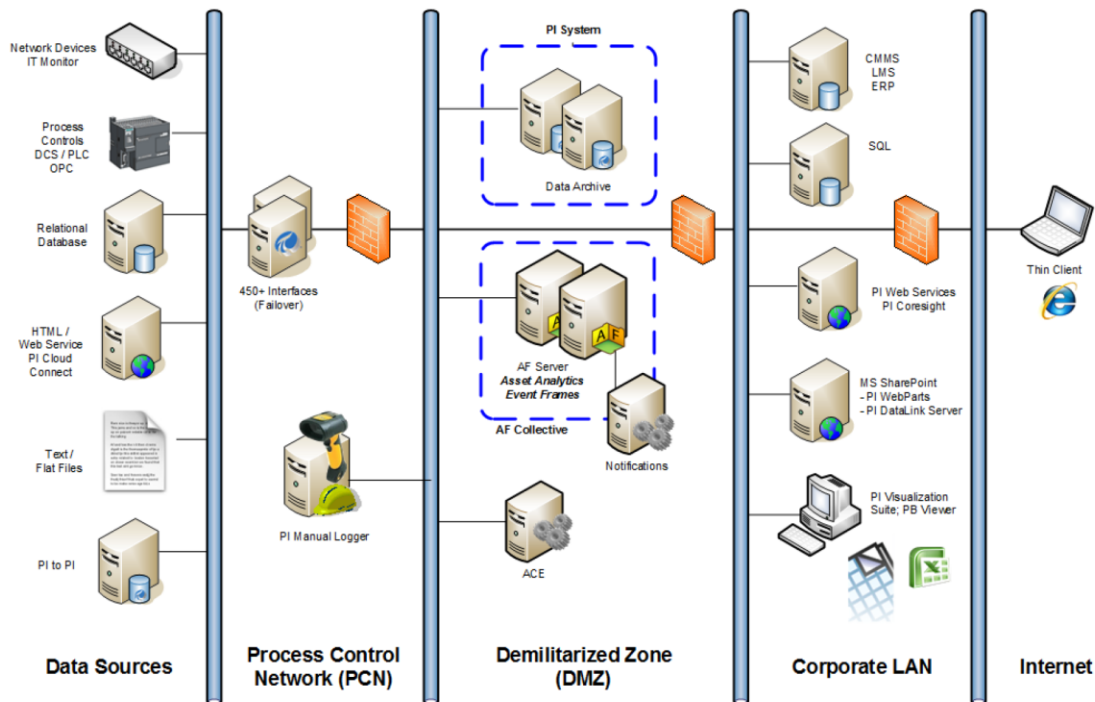 Network Devices
IT Monitor
Process
Controls
DCS / PLC
OPC
Relational
Database
HTML /
Web Service
PI Cloud
Connect
Text /
Flat Files
PI to PI
Data Sources
450+ Interfaces
(Failover)
PI Manual Logger
Process Control
Network (PCN)
PI System
Data Archive
A
A F
AF Server
Asset Analytics
Event Frames
AF Collective
Notifications
ACE
Demilitarized Zone
(DMZ)
CMMS
LMS
ERP
SQL
PI Web Services
PI Coresight
MS SharePoint
- PI WebParts
- PI DataLink Server
PI Visualization
Suite; PB Viewer
Corporate LAN
Thin Client
Internet